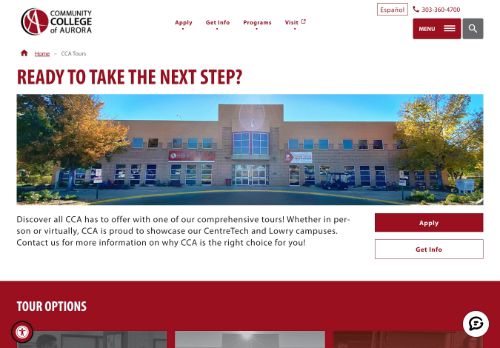 COMMUNITY
COLLEGE
of AURORA
Español
303-360-4700
Apply
Get Info
Programs
Visit
MENU
Home
CCA Tours
READY TO TAKE THE NEXT STEP?
Discover all CCA has to offer with one of our comprehensive tours! Whether in per-
son or virtually, CCA is proud to showcase our CentreTech and Lowry campuses.
Contact us for more information on why CCA is the right choice for you!
Apply
Get Info
TOUR OPTIONS